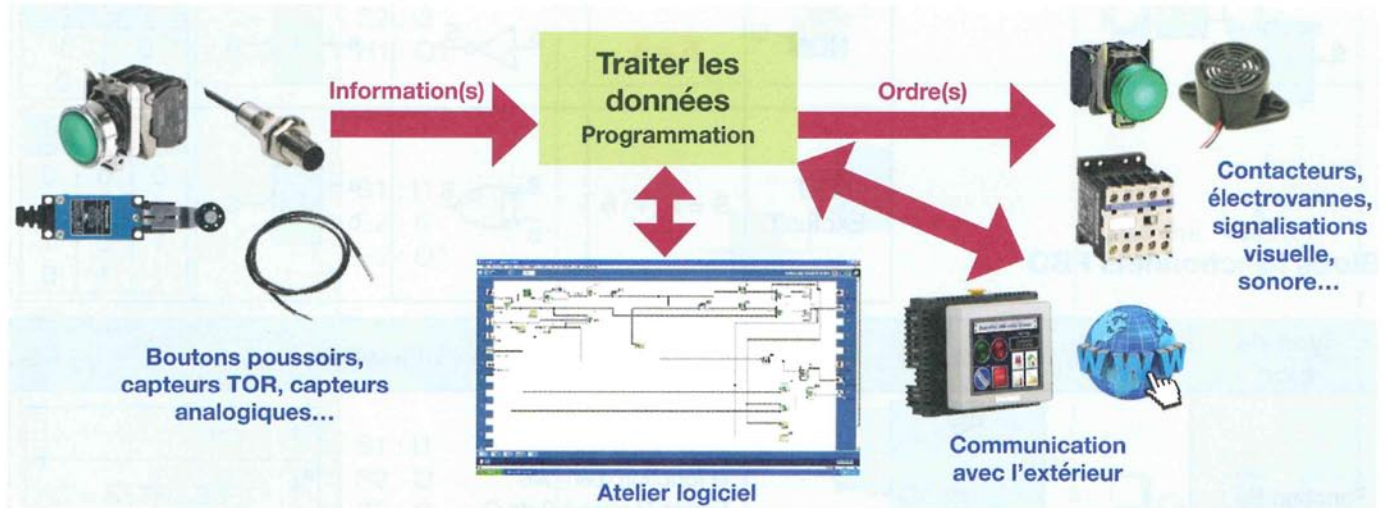 Traiter les
données
Programmation
Information(s)
Ordre(s)
Boutons poussoirs,
capteurs TOR, capteurs
analogiques...
Contacteurs,
électrovannes,
signalisations
visuelle,
sonore...
WWW
Communication
avec l'extérieur
Atelier logiciel